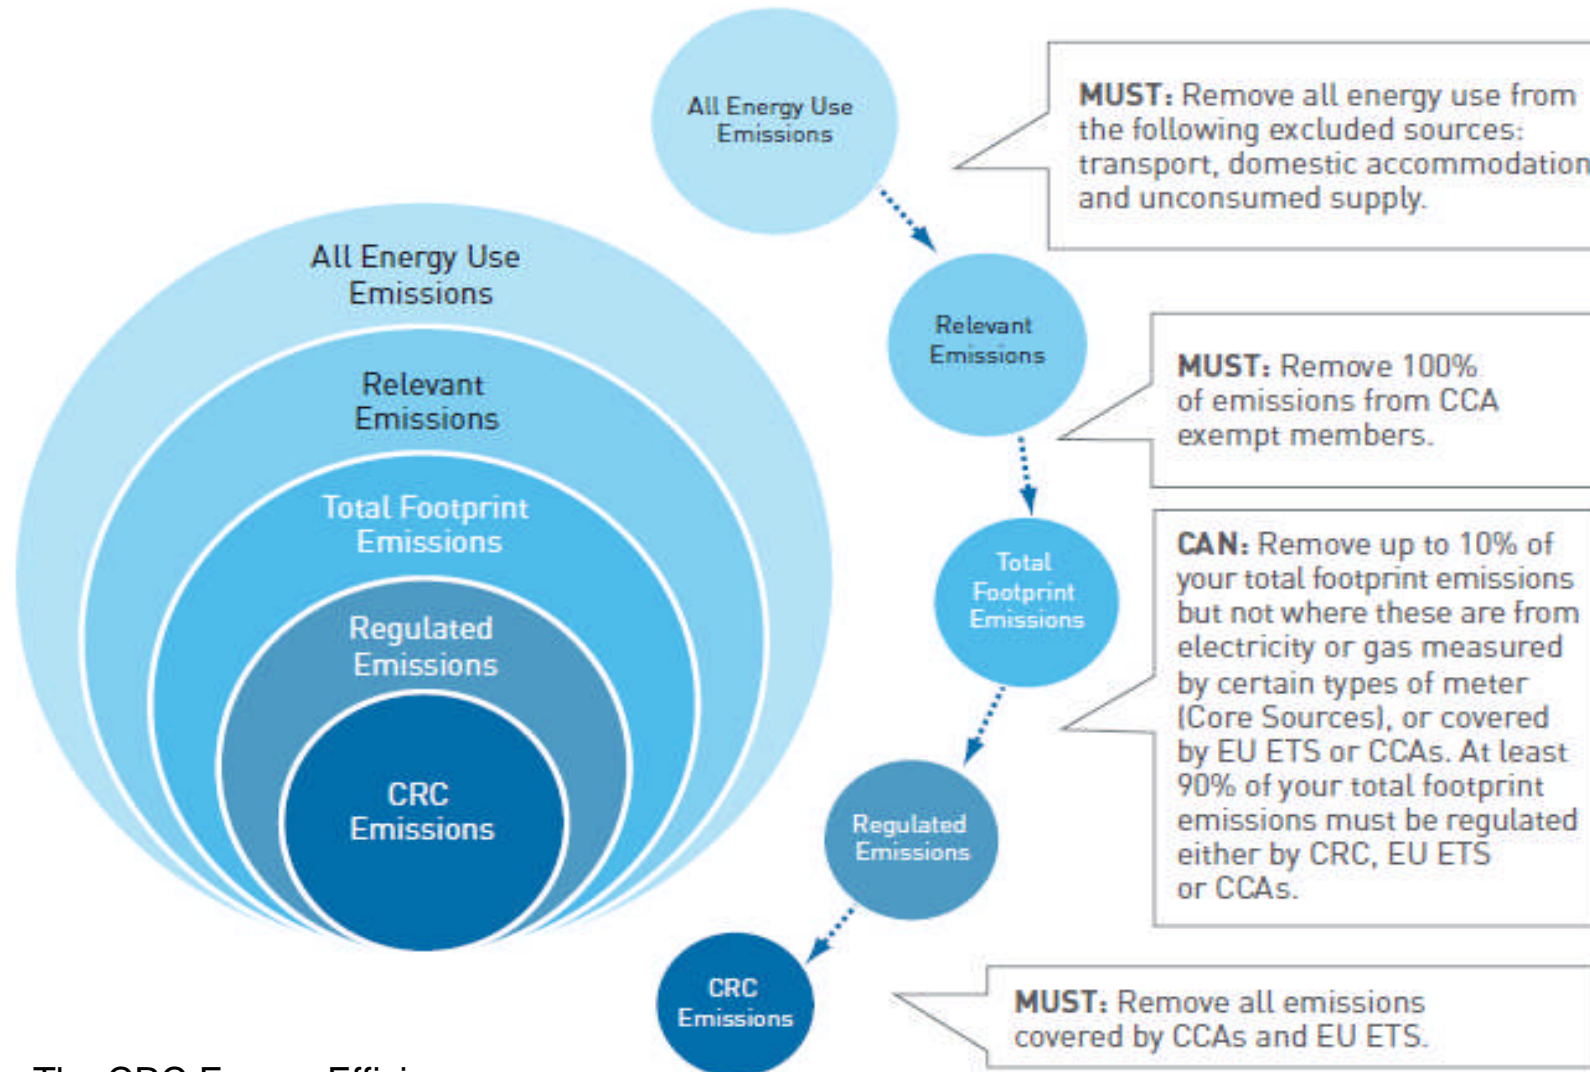 All Energy Use
Emissions
Relevant
Emissions
Total Footprint
Emissions
Regulated
Emissions
CRC
Emissions
All Energy Use
Emissions
MUST: Remove all energy use from
the following excluded sources:
transport, domestic accommodation
and unconsumed supply.
Relevant
Emissions
MUST: Remove 100%
of emissions from CCA
exempt members.
Total
Footprint
Emissions
CAN: Remove up to 10% of
your total footprint emissions
but not where these are from
electricity or gas measured
by certain types of meter
(Core Sources), or covered
by EU ETS or CCAs. At least
90% of your total footprint
emissions must be regulated
either by CRC, EU ETS
or CCAs.
Regulated
Emissions
CRC
Emissions
MUST: Remove all emissions
covered by CCAs and EU ETS.